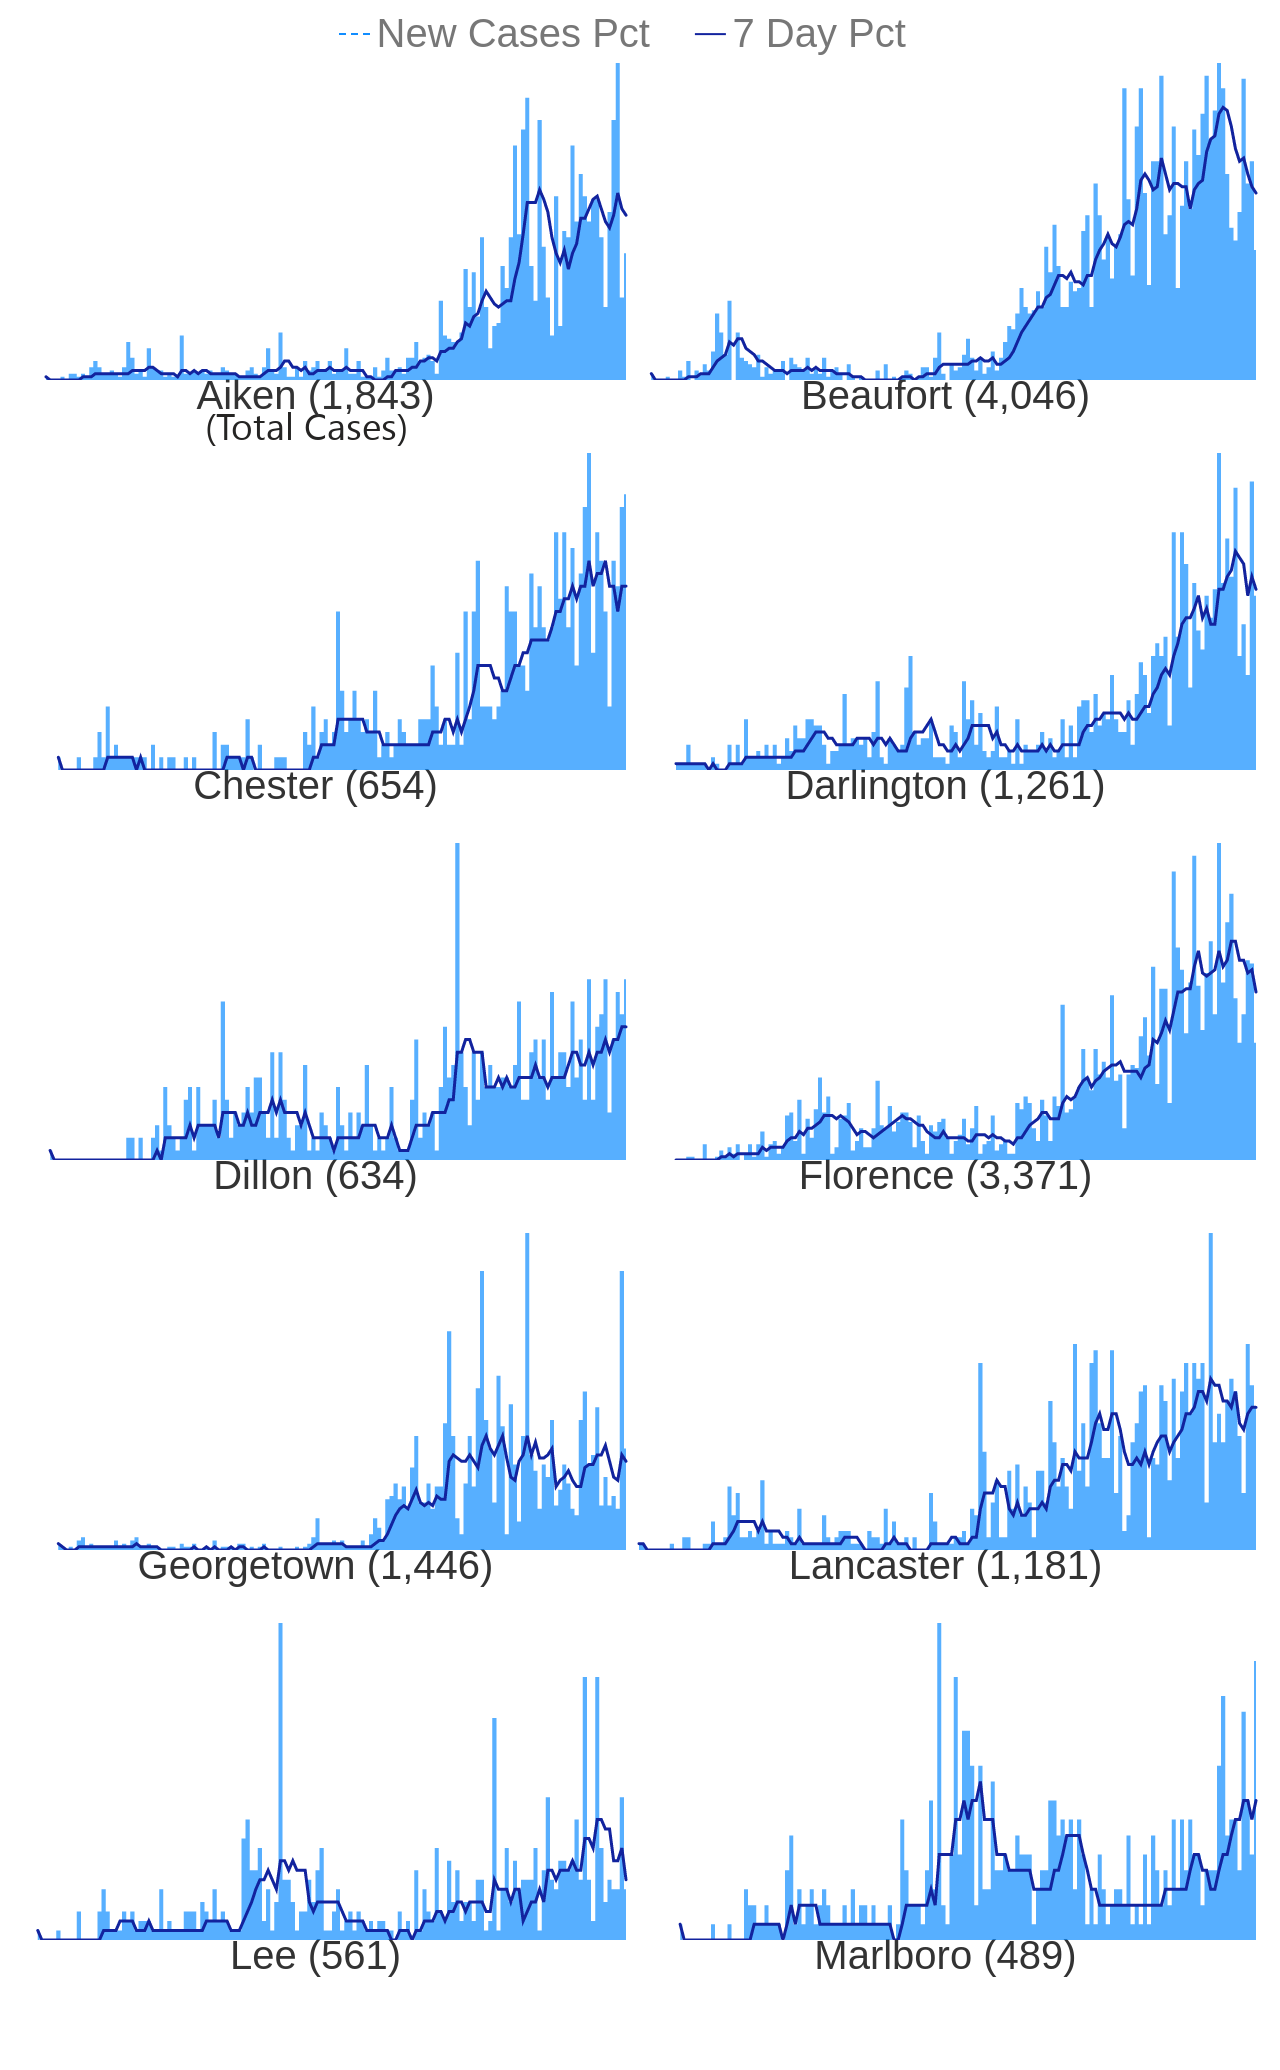 New Cases Pct 7 Day Pct
Aiken (1,843) Beaufort (4,046)
(Total Cases)
Chester (654) Darlington (1,261)
Dillon (634) Florence (3,371)
Georgetown (1,446) Lancaster (1,181)
Lee (561) Marlboro (489)